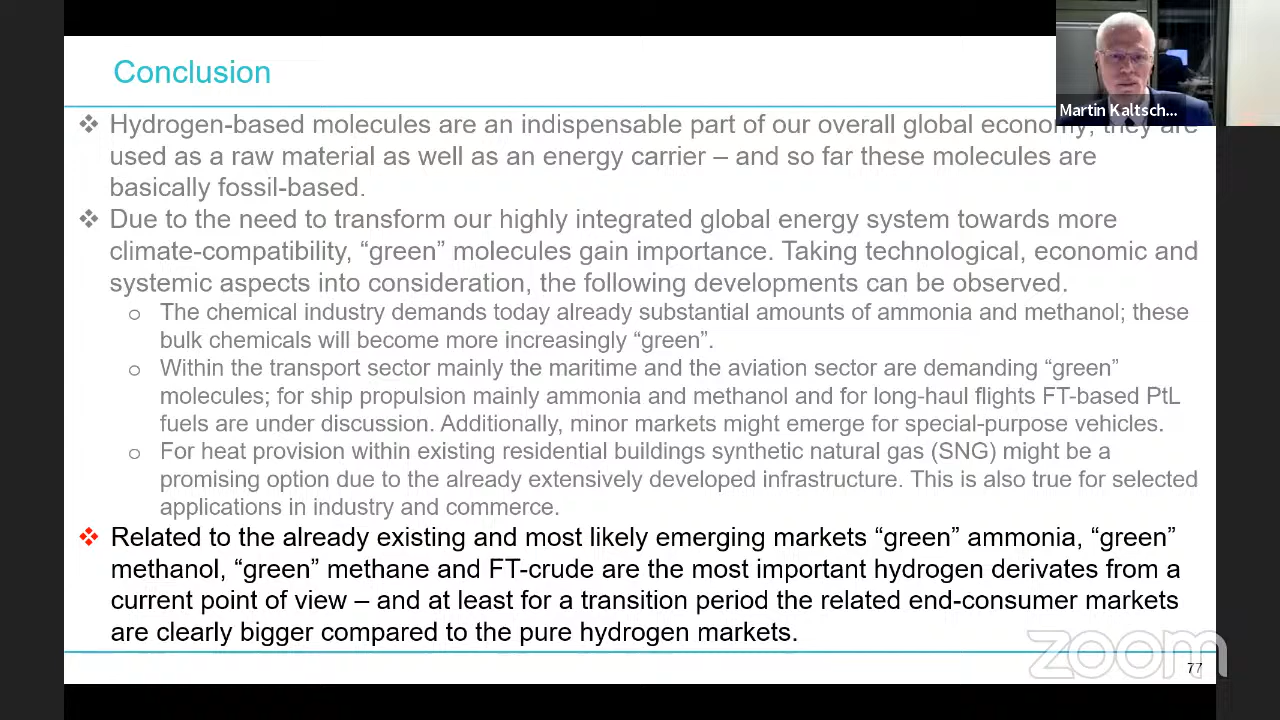 Conclusion
Martin Kaltsch...
❖ Hydrogen-based molecules are an indispensable part of our overall global economy; they are
used as a raw material as well as an energy carrier – and so far these molecules are
basically fossil-based.
❖ Due to the need to transform our highly integrated global energy system towards more
climate-compatibility, “green” molecules gain importance. Taking technological, economic and
systemic aspects into consideration, the following developments can be observed.
o The chemical industry demands today already substantial amounts of ammonia and methanol; these
bulk chemicals will become more increasingly “green”.
o Within the transport sector mainly the maritime and the aviation sector are demanding “green”
molecules; for ship propulsion mainly ammonia and methanol and for long-haul flights FT-based PtL
fuels are under discussion. Additionally, minor markets might emerge for special-purpose vehicles.
o For heat provision within existing residential buildings synthetic natural gas (SNG) might be a
promising option due to the already extensively developed infrastructure. This is also true for selected
applications in industry and commerce.
❖ Related to the already existing and most likely emerging markets “green” ammonia, “green”
methanol, “green” methane and FT-crude are the most important hydrogen derivates from a
current point of view – and at least for a transition period the related end-consumer markets
are clearly bigger compared to the pure hydrogen markets.
zoom
77